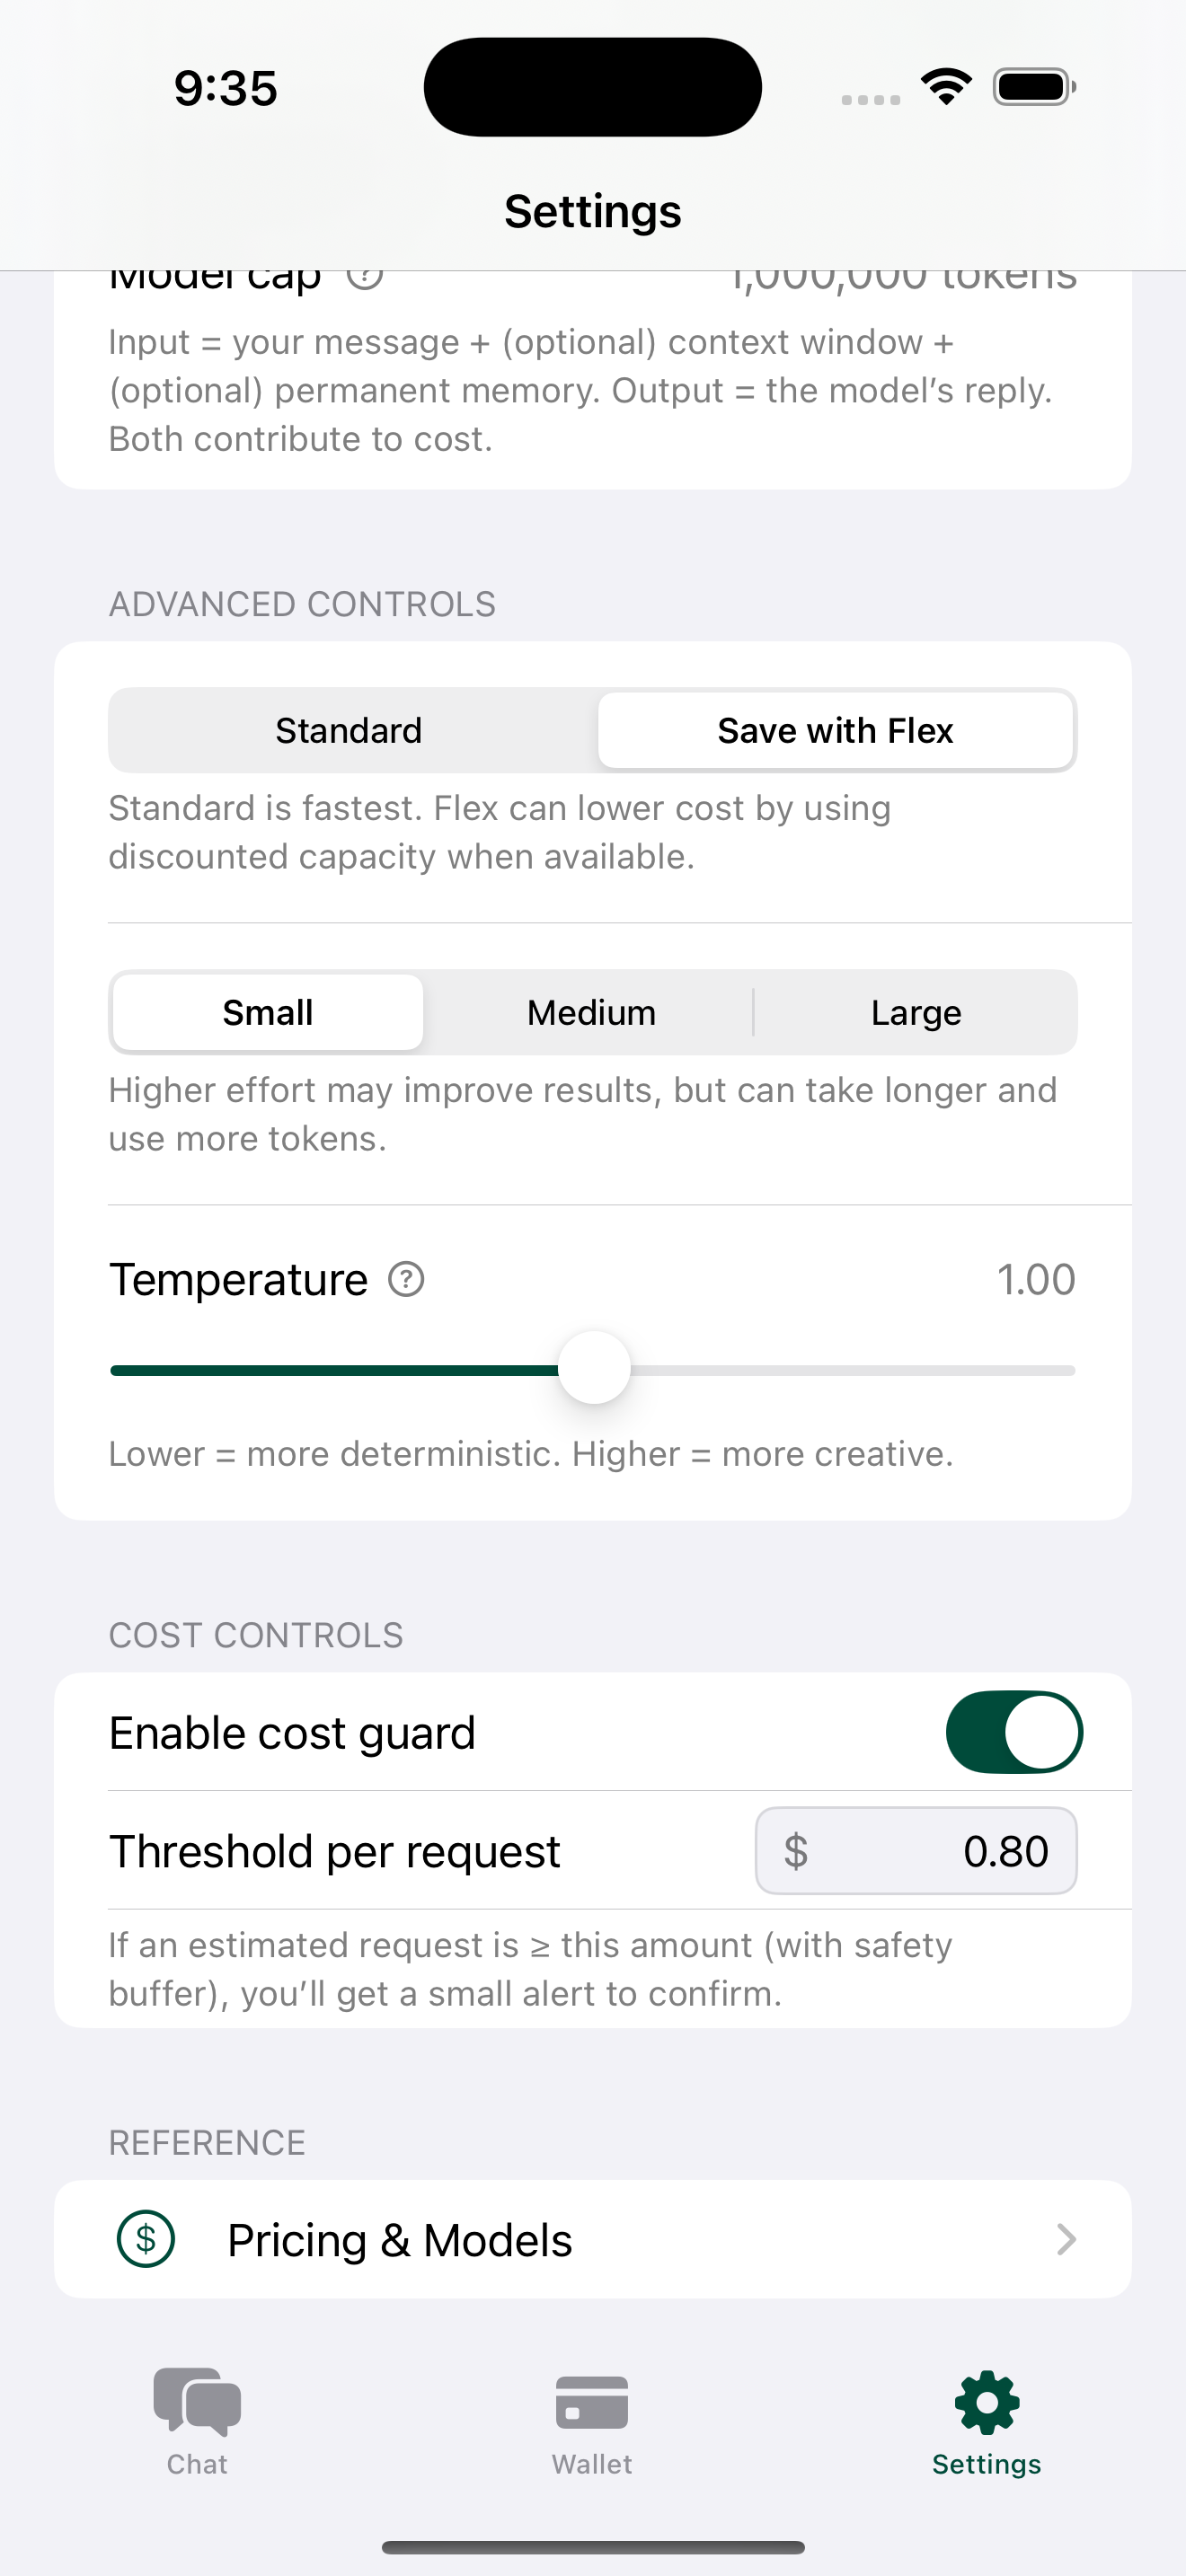 9:35
Settings
Model cap ?
1,000,000 tokens
Input = your message + (optional) context window +
(optional) permanent memory. Output = the model’s reply.
Both contribute to cost.
ADVANCED CONTROLS
Standard
Save with Flex
Standard is fastest. Flex can lower cost by using
discounted capacity when available.
Small
Medium
Large
Higher effort may improve results, but can take longer and
use more tokens.
Temperature ?
1.00
Lower = more deterministic. Higher = more creative.
COST CONTROLS
Enable cost guard
Threshold per request
$ 0.80
If an estimated request is ≥ this amount (with safety
buffer), you’ll get a small alert to confirm.
REFERENCE
$ Pricing & Models
Chat
Wallet
Settings